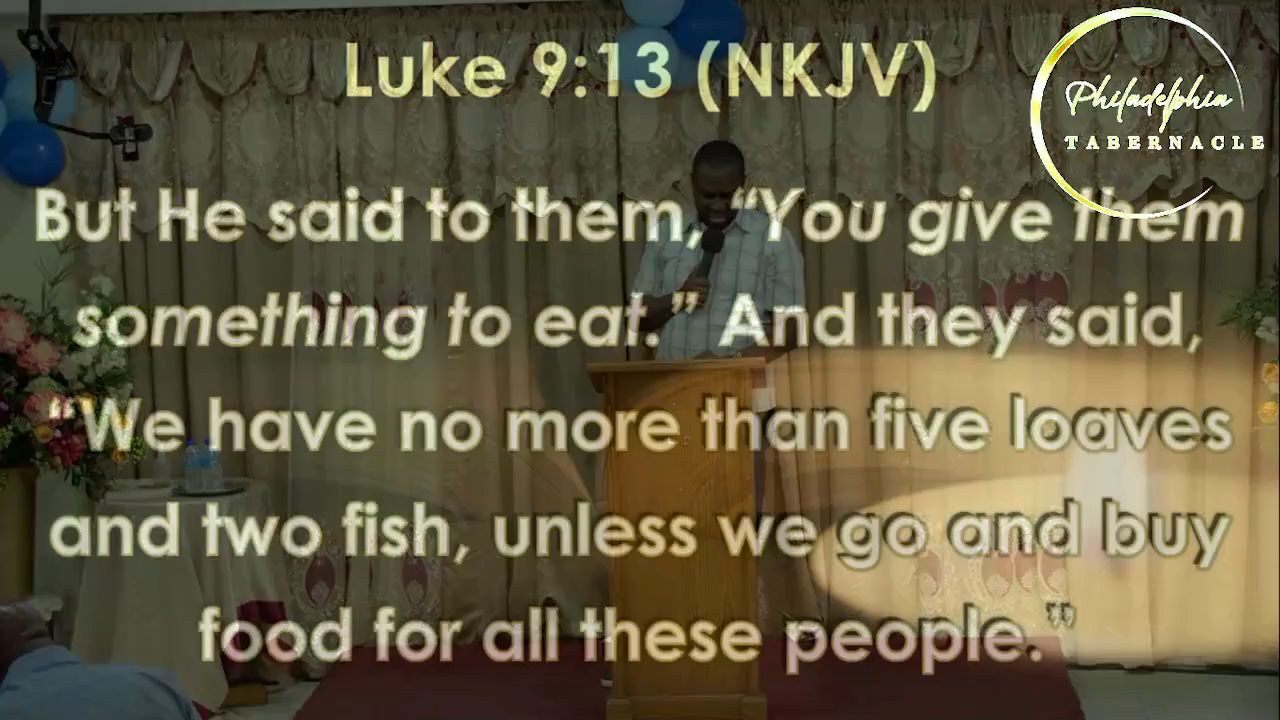 Luke 9:13 (NKJV)
Philadelphia
TABERNACLE
But He said to them, “You give them
something to eat.” And they said,
“We have no more than five loaves
and two fish, unless we go and buy
food for all these people.”